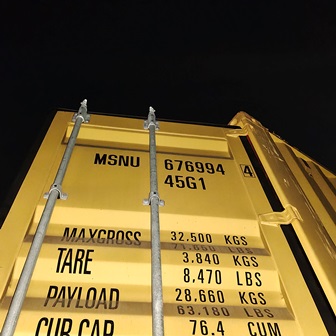 MSNU 676994 4
45G1
MAXGROSS 32,500 KGS
71,650 LBS
TARE 3,840 KGS
8,470 LBS
PAYLOAD 28,660 KGS
63,180 LBS
CUB.CAP. 76.4 CUM